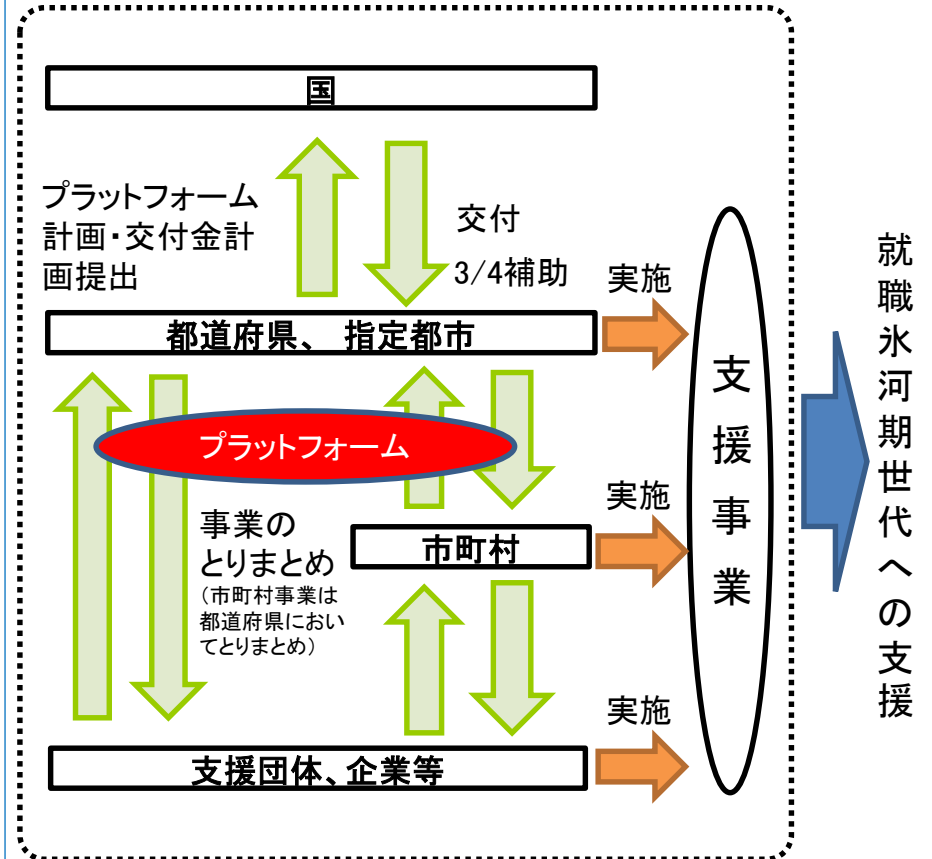 国
プラットフォーム
計画・交付金計
画提出
交付
3/4補助
実施
都道府県、 指定都市
プラットフォーム
事業の
とりまとめ
(市町村事業は
都道府県におい
てとりまとめ)
実施
市町村
実施
支援団体、企業等
支援事業
就職氷河期世代への支援